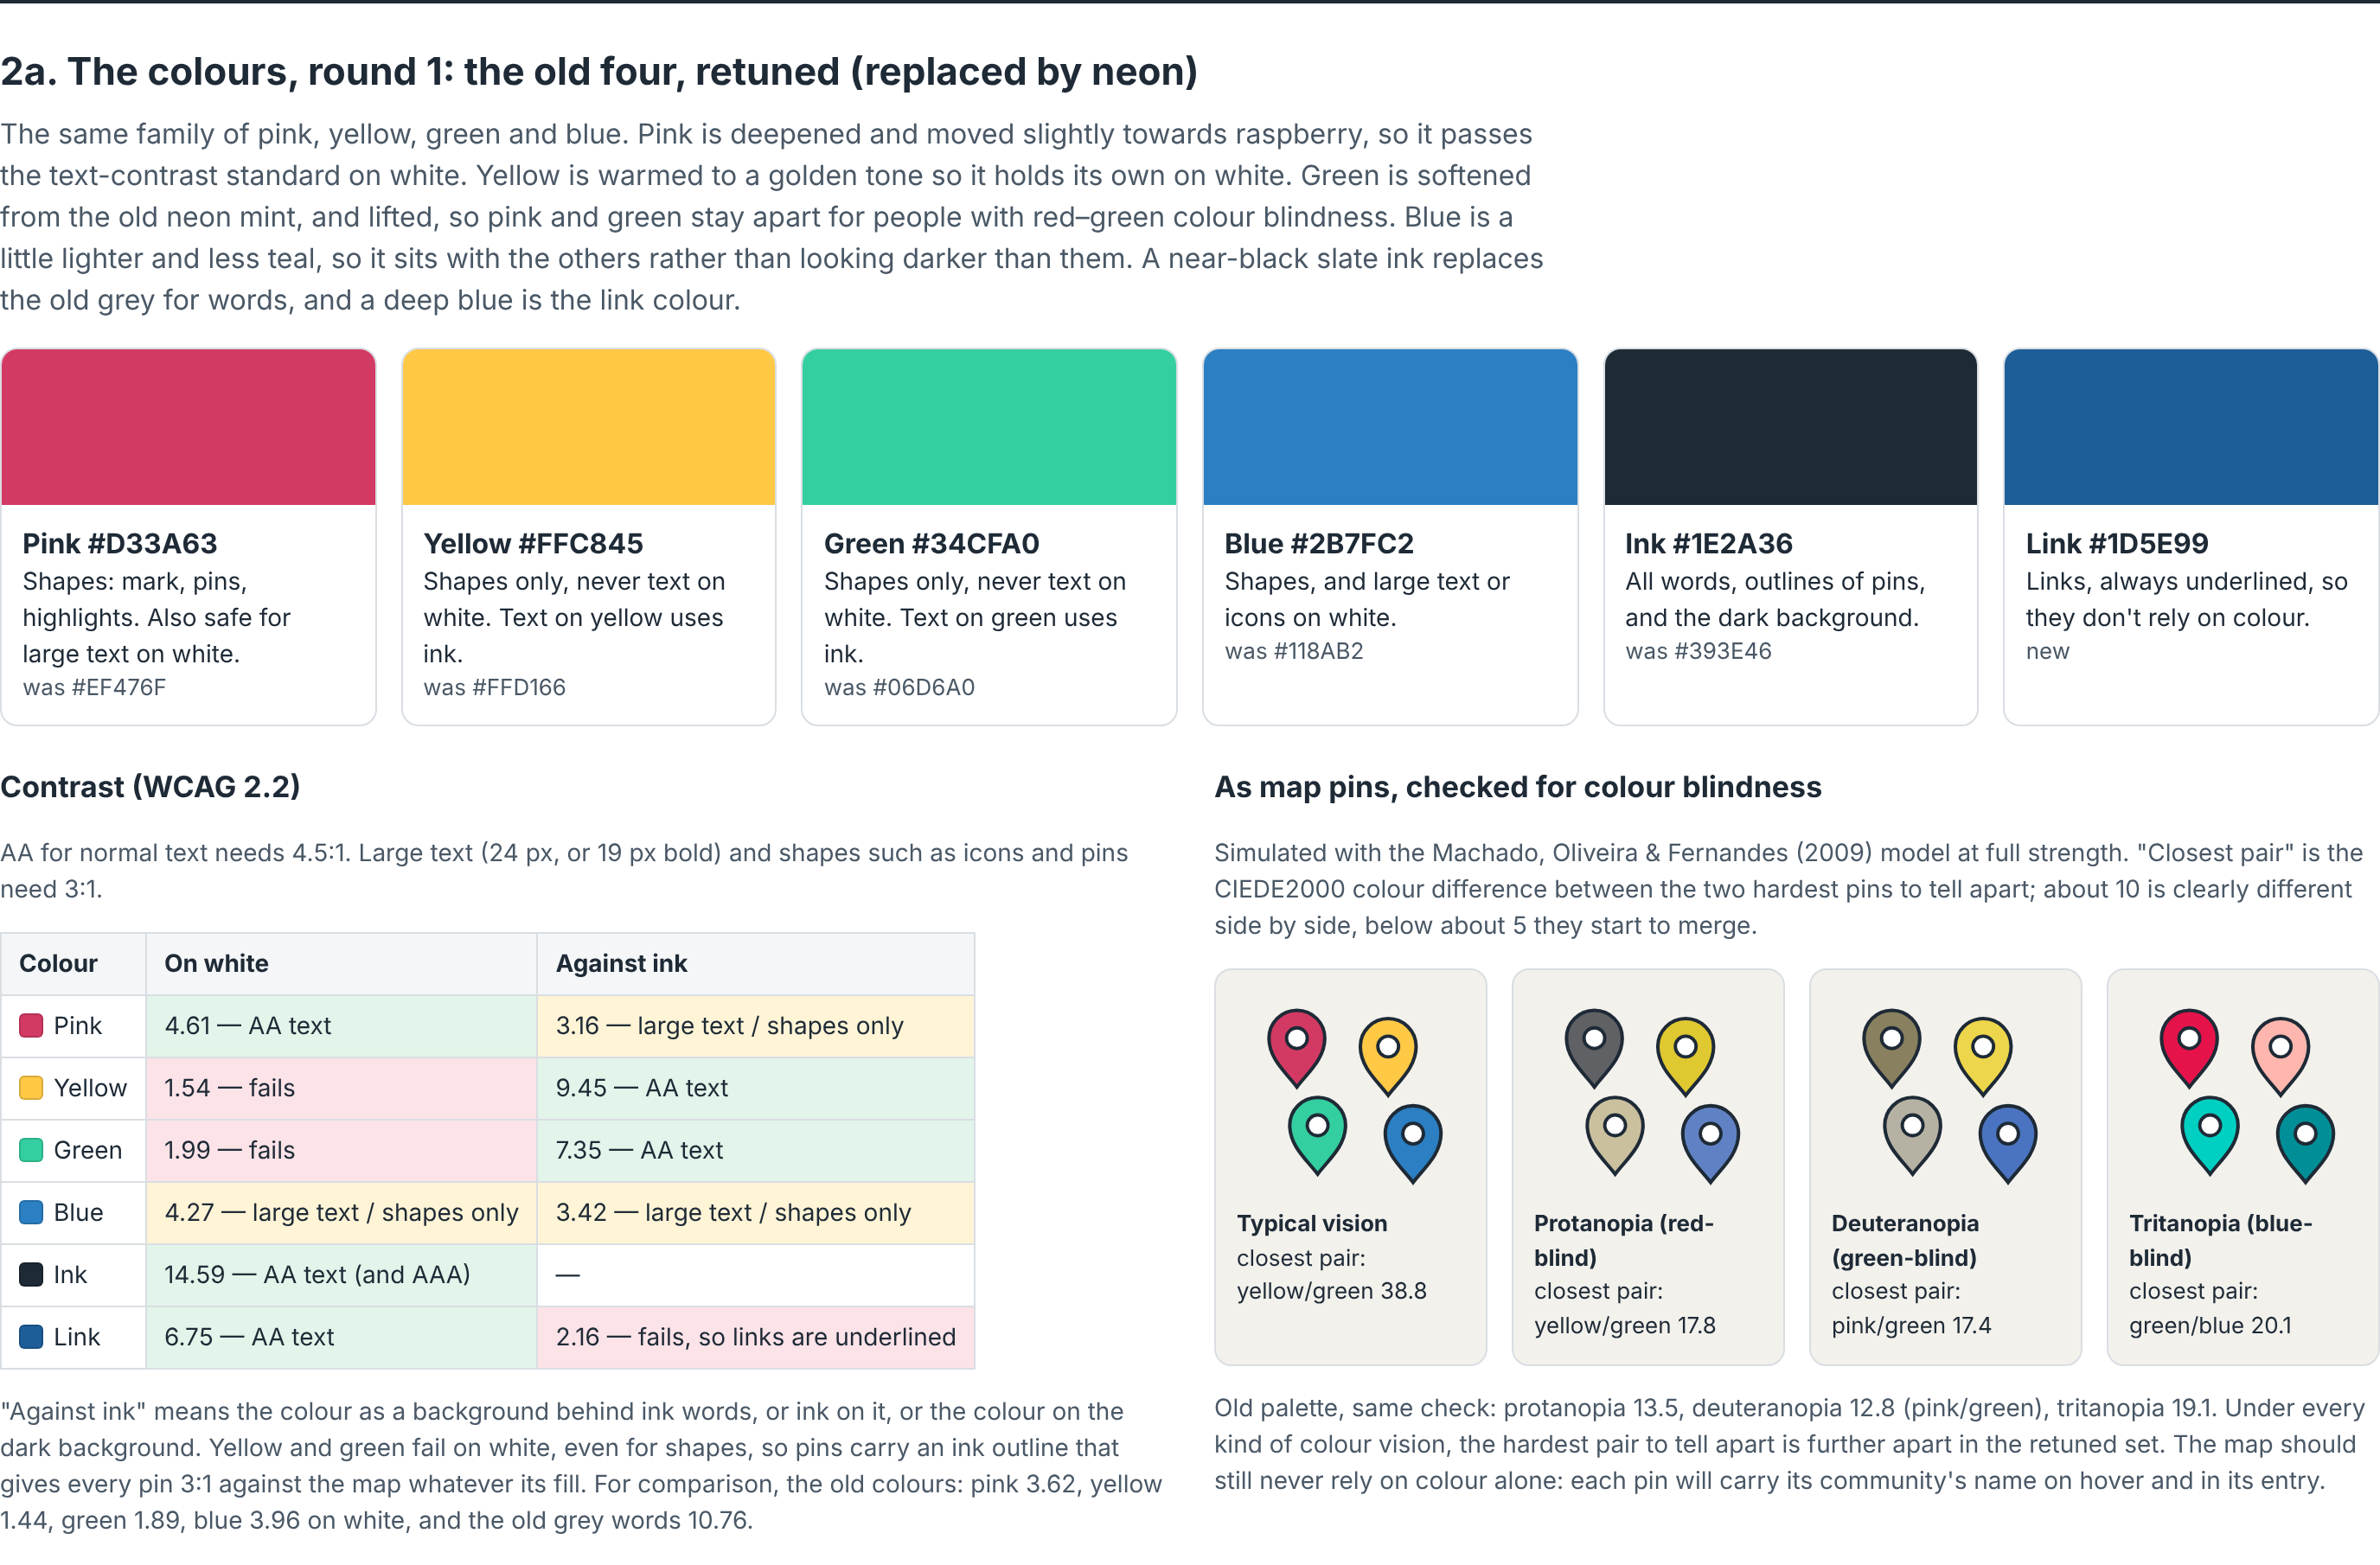 2a. The colours, round 1: the old four, retuned (replaced by neon)
The same family of pink, yellow, green and blue. Pink is deepened and moved slightly towards raspberry, so it passes
the text-contrast standard on white. Yellow is warmed to a golden tone so it holds its own on white. Green is softened
from the old neon mint, and lifted, so pink and green stay apart for people with red–green colour blindness. Blue is a
little lighter and less teal, so it sits with the others rather than looking darker than them. A near-black slate ink replaces
the old grey for words, and a deep blue is the link colour.
Pink #D33A63
Shapes: mark, pins,
highlights. Also safe for
large text on white.
was #EF476F
Yellow #FFC845
Shapes only, never text on
white. Text on yellow uses
ink.
was #FFD166
Green #34CFA0
Shapes only, never text on
white. Text on green uses
ink.
was #06D6A0
Blue #2B7FC2
Shapes, and large text or
icons on white.
was #118AB2
Ink #1E2A36
All words, outlines of pins,
and the dark background.
was #393E46
Link #1D5E99
Links, always underlined, so
they don't rely on colour.
new
Contrast (WCAG 2.2)
AA for normal text needs 4.5:1. Large text (24 px, or 19 px bold) and shapes such as icons and pins
need 3:1.
Colour On white Against ink
Pink 4.61 — AA text 3.16 — large text / shapes only
Yellow 1.54 — fails 9.45 — AA text
Green 1.99 — fails 7.35 — AA text
Blue 4.27 — large text / shapes only 3.42 — large text / shapes only
Ink 14.59 — AA text (and AAA) —
Link 6.75 — AA text 2.16 — fails, so links are underlined
"Against ink" means the colour as a background behind ink words, or ink on it, or the colour on the
dark background. Yellow and green fail on white, even for shapes, so pins carry an ink outline that
gives every pin 3:1 against the map whatever its fill. For comparison, the old colours: pink 3.62, yellow
1.44, green 1.89, blue 3.96 on white, and the old grey words 10.76.
As map pins, checked for colour blindness
Simulated with the Machado, Oliveira & Fernandes (2009) model at full strength. "Closest pair" is the
CIEDE2000 colour difference between the two hardest pins to tell apart; about 10 is clearly different
side by side, below about 5 they start to merge.
Typical vision
closest pair:
yellow/green 38.8
Protanopia (red-
blind)
closest pair:
yellow/green 17.8
Deuteranopia
(green-blind)
closest pair:
pink/green 17.4
Tritanopia (blue-
blind)
closest pair:
green/blue 20.1
Old palette, same check: protanopia 13.5, deuteranopia 12.8 (pink/green), tritanopia 19.1. Under every
kind of colour vision, the hardest pair to tell apart is further apart in the retuned set. The map should
still never rely on colour alone: each pin will carry its community's name on hover and in its entry.